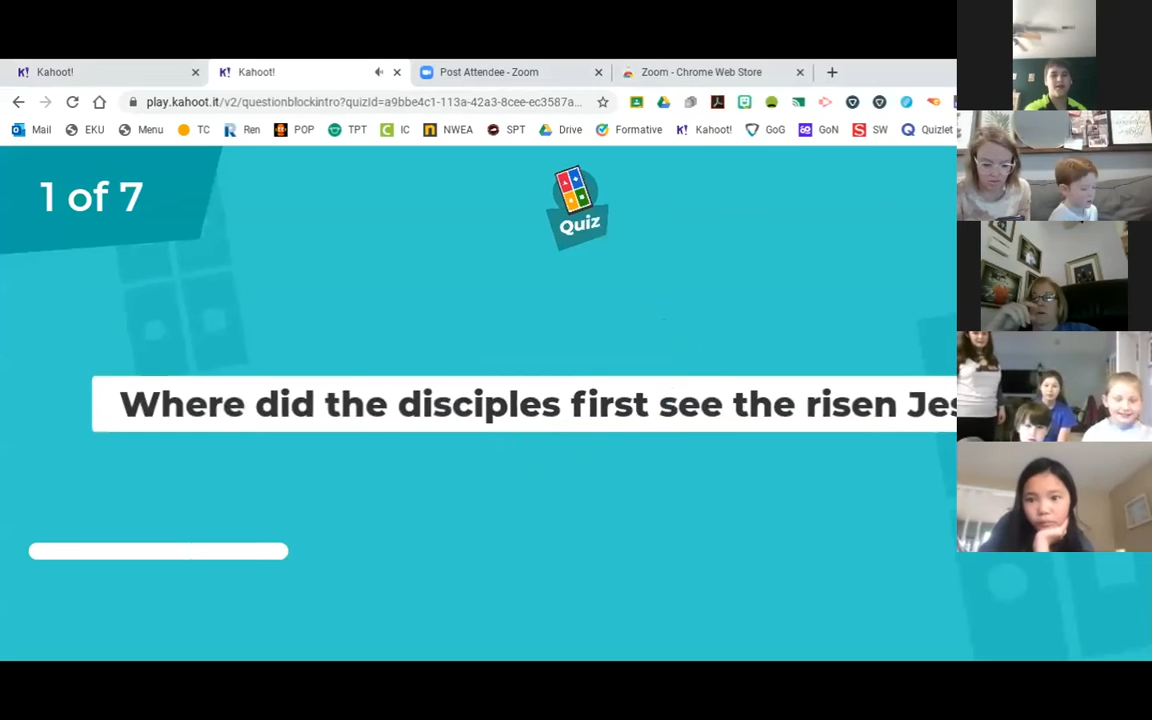 Kahoot!
Kahoot!
Post Attendee - Zoom
Zoom - Chrome Web Store
play.kahoot.it/v2/questionblockintro?quizId=a9bbe4c1-113a-42a3-8cee-ec3587a...
Mail EKU Menu TC Ren POP TPT IC NWEA SPT Drive Formative Kahoot! GoG GoN SW Quizlet
1 of 7
Quiz
Where did the disciples first see the risen Jes